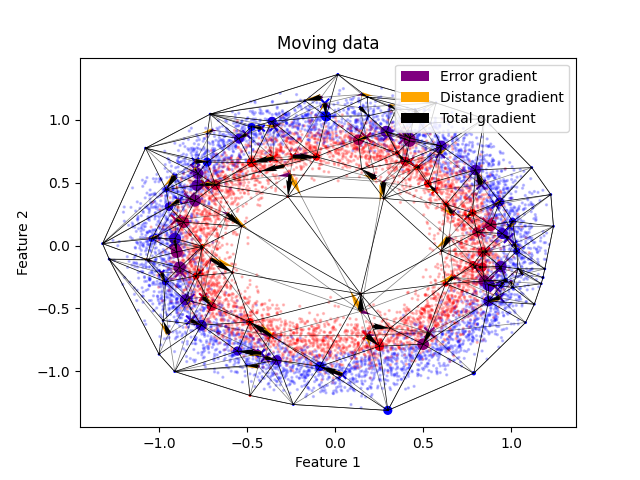 Moving data
Error gradient
Distance gradient
Total gradient
1.0
0.5
0.0
−0.5
−1.0
Feature 2
−1.0
−0.5
0.0
0.5
1.0
Feature 1